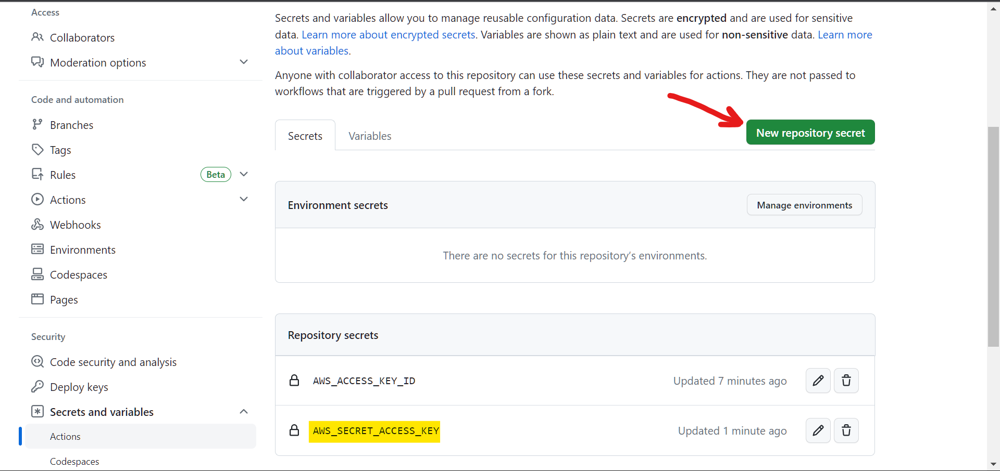 Access
Collaborators
Moderation options
Code and automation
Branches
Tags
Rules Beta
Actions
Webhooks
Environments
Codespaces
Pages
Security
Code security and analysis
Deploy keys
Secrets and variables
Actions
Codespaces
Secrets and variables allow you to manage reusable configuration data. Secrets are encrypted and are used for sensitive
data. Learn more about encrypted secrets. Variables are shown as plain text and are used for non-sensitive data. Learn more
about variables.
Anyone with collaborator access to this repository can use these secrets and variables for actions. They are not passed to
workflows that are triggered by a pull request from a fork.
Secrets Variables New repository secret
Environment secrets Manage environments
There are no secrets for this repository’s environments.
Repository secrets
AWS_ACCESS_KEY_ID Updated 7 minutes ago
AWS_SECRET_ACCESS_KEY Updated 1 minute ago